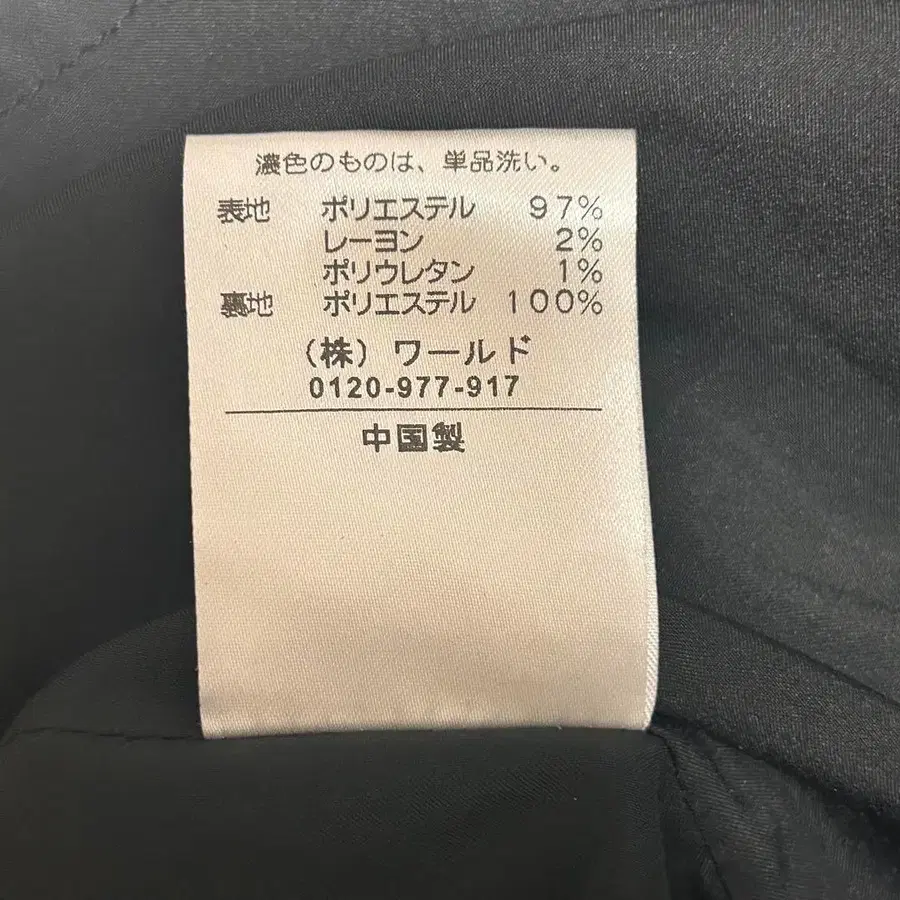 濃色のものは、単品洗い。
表地 ポリエステル 97%
レーヨン 2%
ポリウレタン 1%
裏地 ポリエステル 100%
(株)ワールド
0120-977-917
中国製